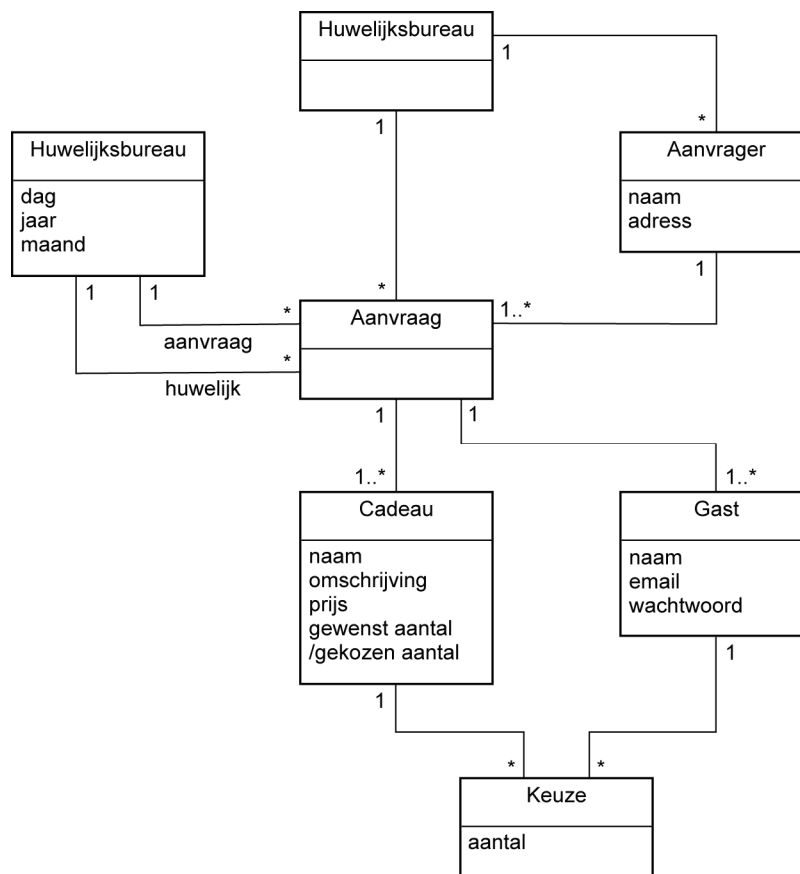 Huwelijksbureau
1
1
*
Huwelijksbureau
dag
jaar
maand
Aanvrager
naam
adress
1
1
1
*
*
aanvraag
huwelijk
*
Aanvraag
1..*
1
1
1..*
1..*
Cadeau
naam
omschrijving
prijs
gewenst aantal
/gekozen aantal
Gast
naam
email
wachtwoord
1
1
*
*
Keuze
aantal